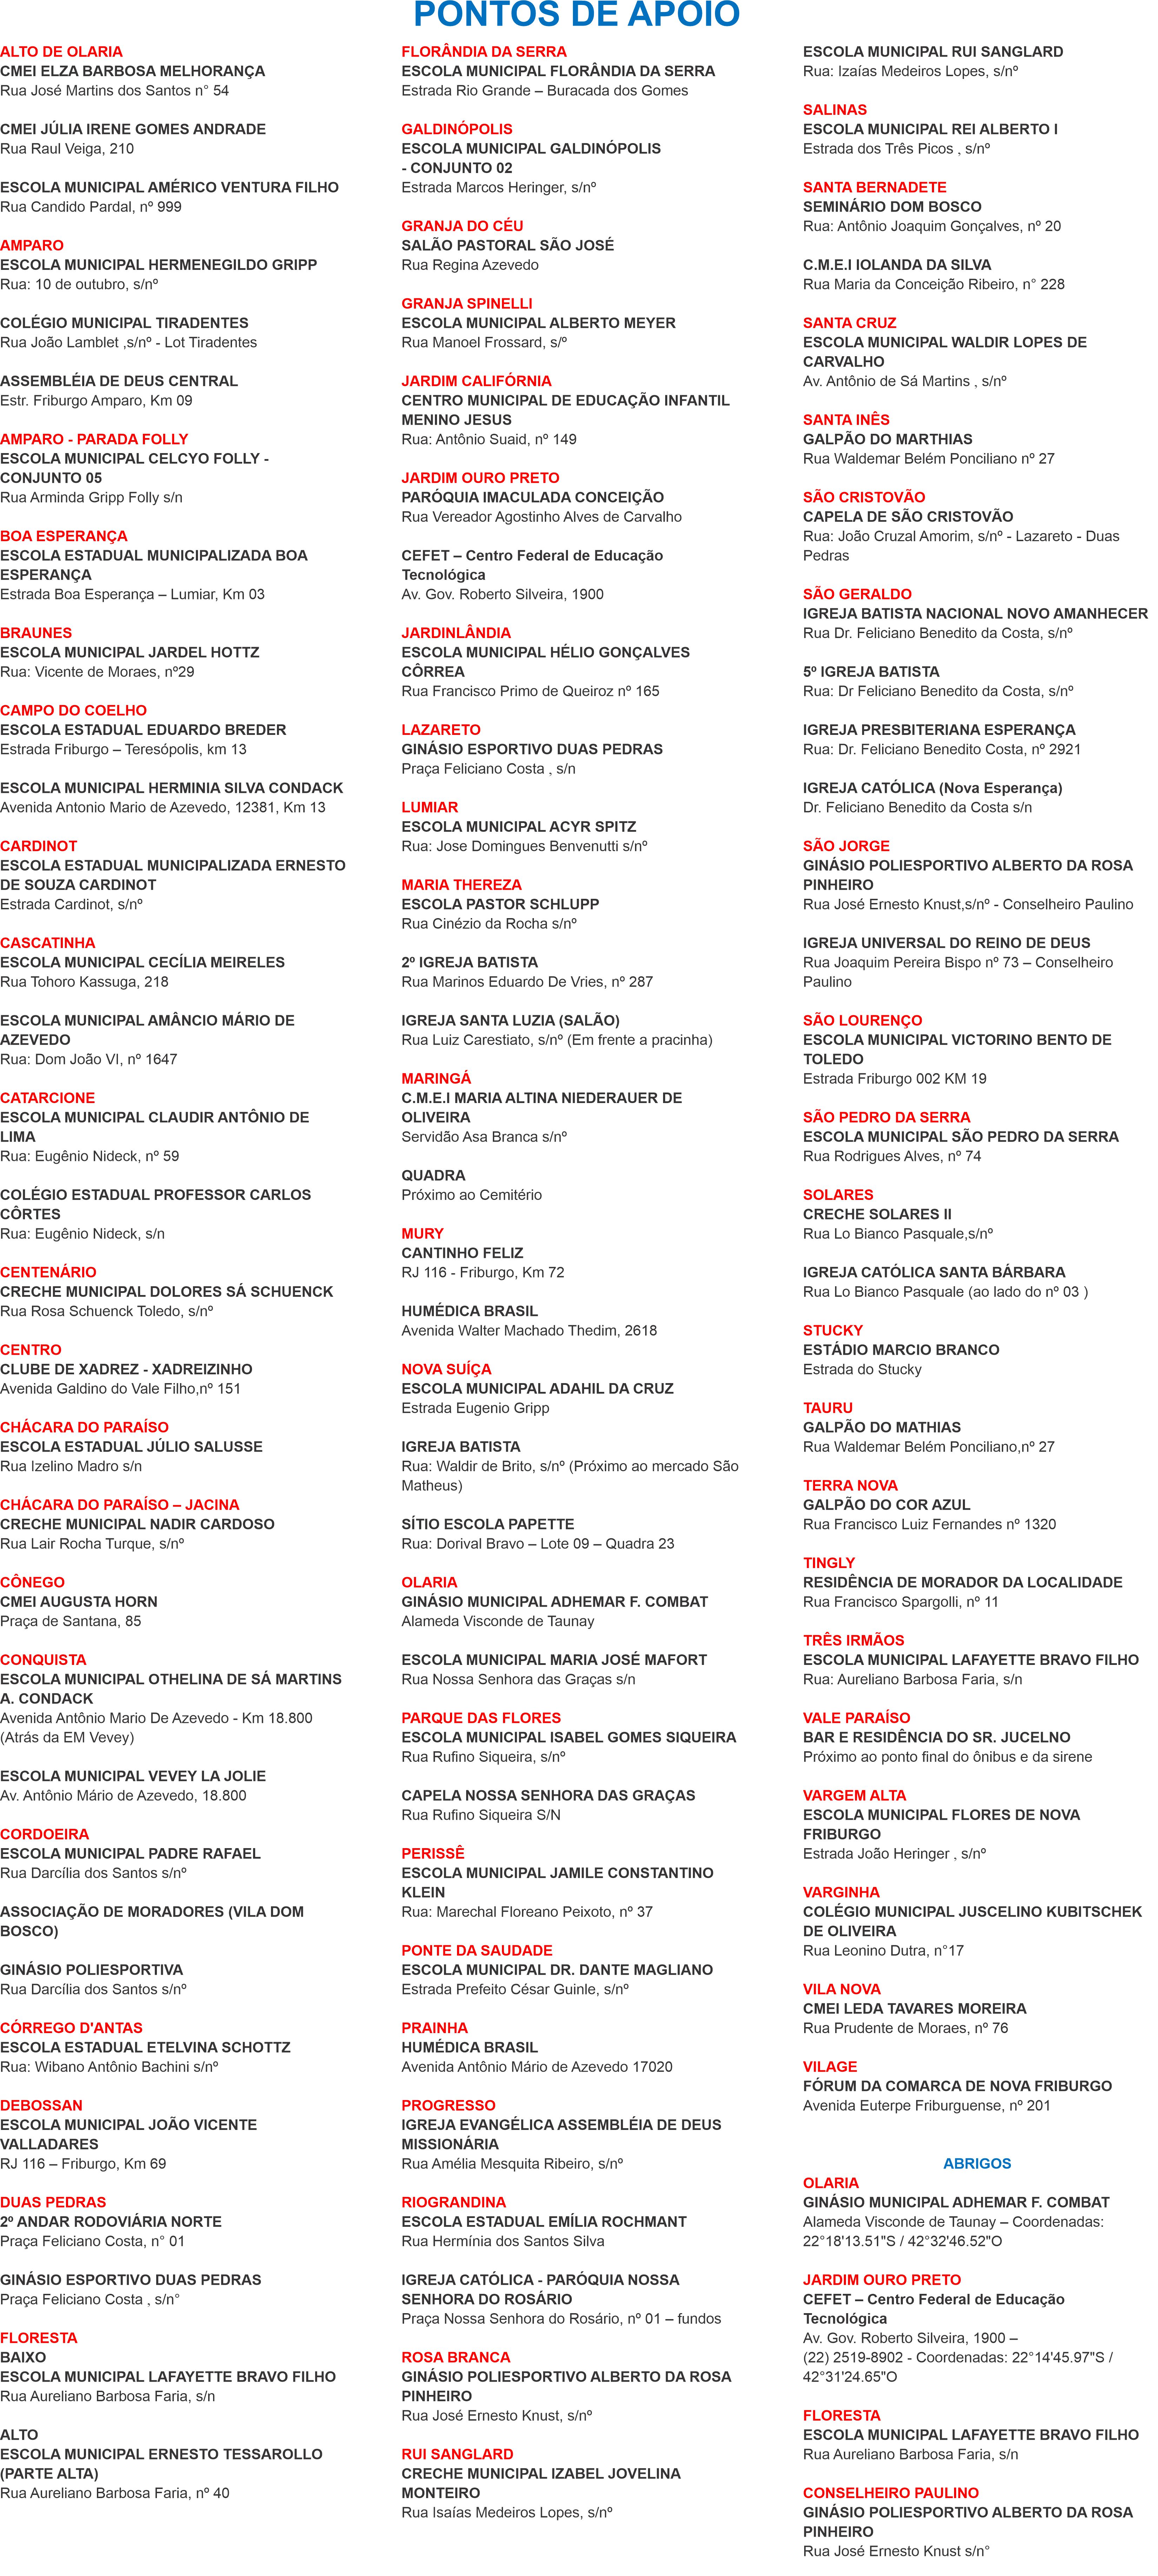 PONTOS DE APOIO
ALTO DE OLARIA
CMEI ELZA BARBOSA MELHORANÇA
Rua José Martins dos Santos n° 54
CMEI JÚLIA IRENE GOMES ANDRADE
Rua Raul Veiga, 210
ESCOLA MUNICIPAL AMÉRICO VENTURA FILHO
Rua Candido Pardal, nº 999
AMPARO
ESCOLA MUNICIPAL HERMENEGILDO GRIPP
Rua: 10 de outubro, s/nº
COLÉGIO MUNICIPAL TIRADENTES
Rua João Lamblet ,s/nº - Lot Tiradentes
ASSEMBLÉIA DE DEUS CENTRAL
Estr. Friburgo Amparo, Km 09
AMPARO - PARADA FOLLY
ESCOLA MUNICIPAL CELCYO FOLLY -
CONJUNTO 05
Rua Arminda Gripp Folly s/n
BOA ESPERANÇA
ESCOLA ESTADUAL MUNICIPALIZADA BOA
ESPERANÇA
Estrada Boa Esperança – Lumiar, Km 03
BRAUNES
ESCOLA MUNICIPAL JARDEL HOTTZ
Rua: Vicente de Moraes, nº29
CAMPO DO COELHO
ESCOLA ESTADUAL EDUARDO BREDER
Estrada Friburgo – Teresópolis, km 13
ESCOLA MUNICIPAL HERMINIA SILVA CONDACK
Avenida Antonio Mario de Azevedo, 12381, Km 13
CARDINOT
ESCOLA ESTADUAL MUNICIPALIZADA ERNESTO
DE SOUZA CARDINOT
Estrada Cardinot, s/nº
CASCATINHA
ESCOLA MUNICIPAL CECÍLIA MEIRELES
Rua Tohoro Kassuga, 218
ESCOLA MUNICIPAL AMÂNCIO MÁRIO DE
AZEVEDO
Rua: Dom João VI, nº 1647
CATARCIONE
ESCOLA MUNICIPAL CLAUDIR ANTÔNIO DE
LIMA
Rua: Eugênio Nideck, nº 59
COLÉGIO ESTADUAL PROFESSOR CARLOS
CÔRTES
Rua: Eugênio Nideck, s/n
CENTENÁRIO
CRECHE MUNICIPAL DOLORES SÁ SCHUENCK
Rua Rosa Schuenck Toledo, s/nº
CENTRO
CLUBE DE XADREZ - XADREIZINHO
Avenida Galdino do Vale Filho,nº 151
CHÁCARA DO PARAÍSO
ESCOLA ESTADUAL JÚLIO SALUSSE
Rua Izelino Madro s/n
CHÁCARA DO PARAÍSO – JACINA
CRECHE MUNICIPAL NADIR CARDOSO
Rua Lair Rocha Turque, s/nº
CÔNEGO
CMEI AUGUSTA HORN
Praça de Santana, 85
CONQUISTA
ESCOLA MUNICIPAL OTHELINA DE SÁ MARTINS
A. CONDACK
Avenida Antônio Mario De Azevedo - Km 18.800
(Atrás da EM Vevey)
ESCOLA MUNICIPAL VEVEY LA JOLIE
Av. Antônio Mário de Azevedo, 18.800
CORDOEIRA
ESCOLA MUNICIPAL PADRE RAFAEL
Rua Darcília dos Santos s/nº
ASSOCIAÇÃO DE MORADORES (VILA DOM
BOSCO)
GINÁSIO POLIESPORTIVA
Rua Darcília dos Santos s/nº
CÓRREGO D'ANTAS
ESCOLA ESTADUAL ETELVINA SCHOTTZ
Rua: Wibano Antônio Bachini s/nº
DEBOSSAN
ESCOLA MUNICIPAL JOÃO VICENTE
VALLADARES
RJ 116 – Friburgo, Km 69
DUAS PEDRAS
2º ANDAR RODOVIÁRIA NORTE
Praça Feliciano Costa, n° 01
GINÁSIO ESPORTIVO DUAS PEDRAS
Praça Feliciano Costa , s/n°
FLORESTA
BAIXO
ESCOLA MUNICIPAL LAFAYETTE BRAVO FILHO
Rua Aureliano Barbosa Faria, s/n
ALTO
ESCOLA MUNICIPAL ERNESTO TESSAROLLO
(PARTE ALTA)
Rua Aureliano Barbosa Faria, nº 40
FLORÂNDIA DA SERRA
ESCOLA MUNICIPAL FLORÂNDIA DA SERRA
Estrada Rio Grande – Buracada dos Gomes
GALDINÓPOLIS
ESCOLA MUNICIPAL GALDINÓPOLIS
- CONJUNTO 02
Estrada Marcos Heringer, s/nº
GRANJA DO CÉU
SALÃO PASTORAL SÃO JOSÉ
Rua Regina Azevedo
GRANJA SPINELLI
ESCOLA MUNICIPAL ALBERTO MEYER
Rua Manoel Frossard, s/º
JARDIM CALIFÓRNIA
CENTRO MUNICIPAL DE EDUCAÇÃO INFANTIL
MENINO JESUS
Rua: Antônio Suaid, nº 149
JARDIM OURO PRETO
PARÓQUIA IMACULADA CONCEIÇÃO
Rua Vereador Agostinho Alves de Carvalho
CEFET – Centro Federal de Educação
Tecnológica
Av. Gov. Roberto Silveira, 1900
JARDINLÂNDIA
ESCOLA MUNICIPAL HÉLIO GONÇALVES
CÔRREA
Rua Francisco Primo de Queiroz nº 165
LAZARETO
GINÁSIO ESPORTIVO DUAS PEDRAS
Praça Feliciano Costa , s/n
LUMIAR
ESCOLA MUNICIPAL ACYR SPITZ
Rua: Jose Domingues Benvenutti s/nº
MARIA THEREZA
ESCOLA PASTOR SCHLUPP
Rua Cinézio da Rocha s/nº
2º IGREJA BATISTA
Rua Marinos Eduardo De Vries, nº 287
IGREJA SANTA LUZIA (SALÃO)
Rua Luiz Carestiato, s/nº (Em frente a pracinha)
MARINGÁ
C.M.E.I MARIA ALTINA NIEDERAUER DE
OLIVEIRA
Servidão Asa Branca s/nº
QUADRA
Próximo ao Cemitério
MURY
CANTINHO FELIZ
RJ 116 - Friburgo, Km 72
HUMÉDICA BRASIL
Avenida Walter Machado Thedim, 2618
NOVA SUÍÇA
ESCOLA MUNICIPAL ADAHIL DA CRUZ
Estrada Eugenio Gripp
IGREJA BATISTA
Rua: Waldir de Brito, s/nº (Próximo ao mercado São
Matheus)
SÍTIO ESCOLA PAPETTE
Rua: Dorival Bravo – Lote 09 – Quadra 23
OLARIA
GINÁSIO MUNICIPAL ADHEMAR F. COMBAT
Alameda Visconde de Taunay
ESCOLA MUNICIPAL MARIA JOSÉ MAFORT
Rua Nossa Senhora das Graças s/n
PARQUE DAS FLORES
ESCOLA MUNICIPAL ISABEL GOMES SIQUEIRA
Rua Rufino Siqueira, s/nº
CAPELA NOSSA SENHORA DAS GRAÇAS
Rua Rufino Siqueira S/N
PERISSÊ
ESCOLA MUNICIPAL JAMILE CONSTANTINO
KLEIN
Rua: Marechal Floreano Peixoto, nº 37
PONTE DA SAUDADE
ESCOLA MUNICIPAL DR. DANTE MAGLIANO
Estrada Prefeito César Guinle, s/nº
PRAINHA
HUMÉDICA BRASIL
Avenida Antônio Mário de Azevedo 17020
PROGRESSO
IGREJA EVANGÉLICA ASSEMBLÉIA DE DEUS
MISSIONÁRIA
Rua Amélia Mesquita Ribeiro, s/nº
RIOGRANDINA
ESCOLA ESTADUAL EMÍLIA ROCHMANT
Rua Hermínia dos Santos Silva
IGREJA CATÓLICA - PARÓQUIA NOSSA
SENHORA DO ROSÁRIO
Praça Nossa Senhora do Rosário, nº 01 – fundos
ROSA BRANCA
GINÁSIO POLIESPORTIVO ALBERTO DA ROSA
PINHEIRO
Rua José Ernesto Knust, s/nº
RUI SANGLARD
CRECHE MUNICIPAL IZABEL JOVELINA
MONTEIRO
Rua Isaías Medeiros Lopes, s/nº
ESCOLA MUNICIPAL RUI SANGLARD
Rua: Izaías Medeiros Lopes, s/nº
SALINAS
ESCOLA MUNICIPAL REI ALBERTO I
Estrada dos Três Picos , s/nº
SANTA BERNADETE
SEMINÁRIO DOM BOSCO
Rua: Antônio Joaquim Gonçalves, nº 20
C.M.E.I IOLANDA DA SILVA
Rua Maria da Conceição Ribeiro, n° 228
SANTA CRUZ
ESCOLA MUNICIPAL WALDIR LOPES DE
CARVALHO
Av. Antônio de Sá Martins , s/nº
SANTA INÊS
GALPÃO DO MARTHIAS
Rua Waldemar Belém Ponciliano nº 27
SÃO CRISTOVÃO
CAPELA DE SÃO CRISTOVÃO
Rua: João Cruzal Amorim, s/nº - Lazareto - Duas
Pedras
SÃO GERALDO
IGREJA BATISTA NACIONAL NOVO AMANHECER
Rua Dr. Feliciano Benedito da Costa, s/nº
5º IGREJA BATISTA
Rua: Dr Feliciano Benedito da Costa, s/nº
IGREJA PRESBITERIANA ESPERANÇA
Rua: Dr. Feliciano Benedito Costa, nº 2921
IGREJA CATÓLICA (Nova Esperança)
Dr. Feliciano Benedito da Costa s/n
SÃO JORGE
GINÁSIO POLIESPORTIVO ALBERTO DA ROSA
PINHEIRO
Rua José Ernesto Knust,s/nº - Conselheiro Paulino
IGREJA UNIVERSAL DO REINO DE DEUS
Rua Joaquim Pereira Bispo nº 73 – Conselheiro
Paulino
SÃO LOURENÇO
ESCOLA MUNICIPAL VICTORINO BENTO DE
TOLEDO
Estrada Friburgo 002 KM 19
SÃO PEDRO DA SERRA
ESCOLA MUNICIPAL SÃO PEDRO DA SERRA
Rua Rodrigues Alves, nº 74
SOLARES
CRECHE SOLARES II
Rua Lo Bianco Pasquale,s/nº
IGREJA CATÓLICA SANTA BÁRBARA
Rua Lo Bianco Pasquale (ao lado do nº 03 )
STUCKY
ESTÁDIO MARCIO BRANCO
Estrada do Stucky
TAURU
GALPÃO DO MATHIAS
Rua Waldemar Belém Ponciliano,nº 27
TERRA NOVA
GALPÃO DO COR AZUL
Rua Francisco Luiz Fernandes nº 1320
TINGLY
RESIDÊNCIA DE MORADOR DA LOCALIDADE
Rua Francisco Spargolli, nº 11
TRÊS IRMÃOS
ESCOLA MUNICIPAL LAFAYETTE BRAVO FILHO
Rua: Aureliano Barbosa Faria, s/n
VALE PARAÍSO
BAR E RESIDÊNCIA DO SR. JUCELNO
Próximo ao ponto final do ônibus e da sirene
VARGEM ALTA
ESCOLA MUNICIPAL FLORES DE NOVA
FRIBURGO
Estrada João Heringer , s/nº
VARGINHA
COLÉGIO MUNICIPAL JUSCELINO KUBITSCHEK
DE OLIVEIRA
Rua Leonino Dutra, n°17
VILA NOVA
CMEI LEDA TAVARES MOREIRA
Rua Prudente de Moraes, nº 76
VILAGE
FÓRUM DA COMARCA DE NOVA FRIBURGO
Avenida Euterpe Friburguense, nº 201
ABRIGOS
OLARIA
GINÁSIO MUNICIPAL ADHEMAR F. COMBAT
Alameda Visconde de Taunay – Coordenadas:
22°18'13.51"S / 42°32'46.52"O
JARDIM OURO PRETO
CEFET – Centro Federal de Educação
Tecnológica
Av. Gov. Roberto Silveira, 1900 –
(22) 2519-8902 - Coordenadas: 22°14'45.97"S /
42°31'24.65"O
FLORESTA
ESCOLA MUNICIPAL LAFAYETTE BRAVO FILHO
Rua Aureliano Barbosa Faria, s/n
CONSELHEIRO PAULINO
GINÁSIO POLIESPORTIVO ALBERTO DA ROSA
PINHEIRO
Rua José Ernesto Knust s/n°